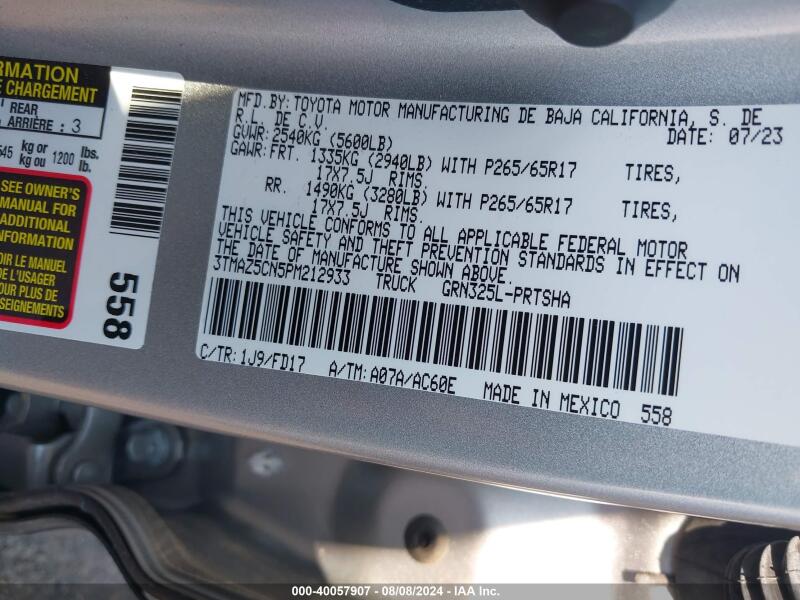 RMATION
E CHARGEMENT
REAR
ARRIÈRE : 3
545 kg or 1200 lbs.
kg ou lb.
SEE OWNER'S
MANUAL FOR
ADDITIONAL
INFORMATION
OIR LE MANUEL
DE L'USAGER
OUR PLUS DE
SEIGNEMENTS
558
MFD.BY:TOYOTA MOTOR MANUFACTURING DE BAJA CALIFORNIA, S. DE
R.L. DE C.V. DATE: 07/23
GVWR:2540KG (5600LB)
GAWR:FRT. 1335KG (2940LB) WITH P265/65R17 TIRES,
17X7.5J RIMS.
RR. 1490KG (3280LB) WITH P265/65R17 TIRES,
17X7.5J RIMS.
THIS VEHICLE CONFORMS TO ALL APPLICABLE FEDERAL MOTOR
VEHICLE SAFETY AND THEFT PREVENTION STANDARDS IN EFFECT ON
THE DATE OF MANUFACTURE SHOWN ABOVE.
3TMAZ5CN5PM212933 TRUCK GRN325L-PRTSHA
C/TR:1J9/FD17 A/TM:A07A/AC60E MADE IN MEXICO 558
000-40057907 - 08/08/2024 - IAA Inc.